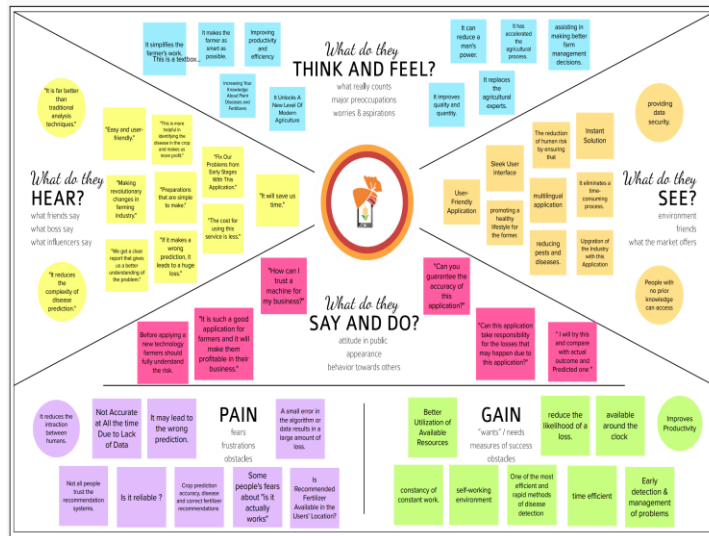 It simplifies the
farmer's work.
This is a textbox...
It makes the
farmer as
smart as
possible.
Improving
productivity
and
efficiency
Increasing Your
Knowledge
About Plant
Diseases and
Fertilizers
It Unlocks A
New Level Of
Modern
Agriculture
What do they
THINK AND FEEL?
what really counts
major preoccupations
worries & aspirations
It can
reduce a
man's
power.
It has
accelerated the
agricultural
process.
assisting in
making better
farm
management
decisions.
It improves
quality and
quentity.
It replaces
the
agricultural
experts.
"It is far better
than
traditional
analysis
techniques."
"Easy and user-
friendly."
"This is more
helpful in
identifying the
disease in the crop
and makes us
more profit."
"Fix Our
Problems from
Early Stages
With This
Application."
What do they
HEAR?
what friends say
what boss say
what influencers say
"Making
revolutionary
changes in
farming
industry."
"Preparations
that are simple
to make."
"It will save us
time."
"The cost for
using this
service is less."
"We got a clear
report that gives
us a better
understanding of
the problem."
"If it makes a
wrong
prediction, it
leads to a huge
loss."
"It reduces
the
complexity of
disease
prediction."
providing
data
security.
The reduction
of human risk
by ensuring
that
Instant
Solution
Sleek User
Interface
User-
Friendly
Application
multilingual
application
It eliminates a
time-
consuming
process.
promoting a
healthy
lifestyle for
the former.
reducing
pests and
diseases.
Upgration of
the Industry
with this
Application
What do they
SEE?
environment
friends
what the market offers
People with
no prior
knowledge
can access
"How can I
trust a
machine for
my business?"
"It is such a good
application for
farmers and it will
make them
profitable in their
business."
Before applying a
new technology
farmers should
fully understand
the risk.
What do they
SAY AND DO?
attitude in public
appearance
behavior towards others
"Can you
guarantee the
accuracy of
this
application?"
"Can this application
take responsibility
for the losses that
may happen due to
this application?"
" I will try this
and compare
with actual
outcome and
Predicted one "
It reduces the
intraction
between
humans.
Not Accurate
at All the time
Due to Lack
of Data
It may lead to
the wrong
prediction.
PAIN
fears
frustrations
obstacles
A small error in
the algorithm or
date results in a
large amount of
loss.
Not all people
trust the
recommendation
systems.
Is it reliable ?
Crop prediction
accuracy, disease
and correct fertilizer
recommendations.
Some
people's fears
about "is it
actually
works"
Is
Recommended
Fertilizer
Available in the
Users' Location?
Better
Utilization of
Available
Resources
GAIN
"wants" / needs
measures of success
obstacles
reduce the
likelihood of a
loss.
available
around the
clock
Improves
Productivity
constancy of
constant work.
self-working
environment
One of the most
efficient and
rapid methods
of disease
detection
time efficient
Early
detection &
management
of problems